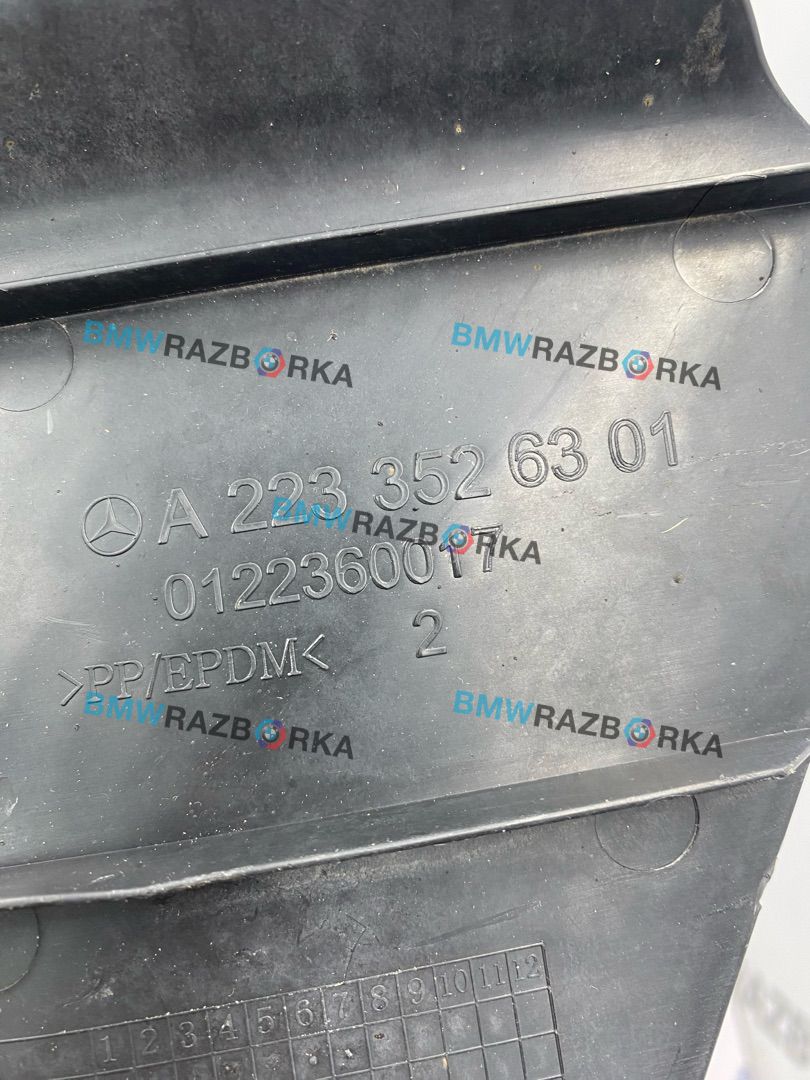 BMWRAZBORKA BMWRAZBORKA
A 223 352 63 01
BMWRAZBORKA
0122360017
>PP/EPDM< 2
BMWRAZBORKA BMWRAZBORKA
1 2 3 4 5 6 7 8 9 10 11 12